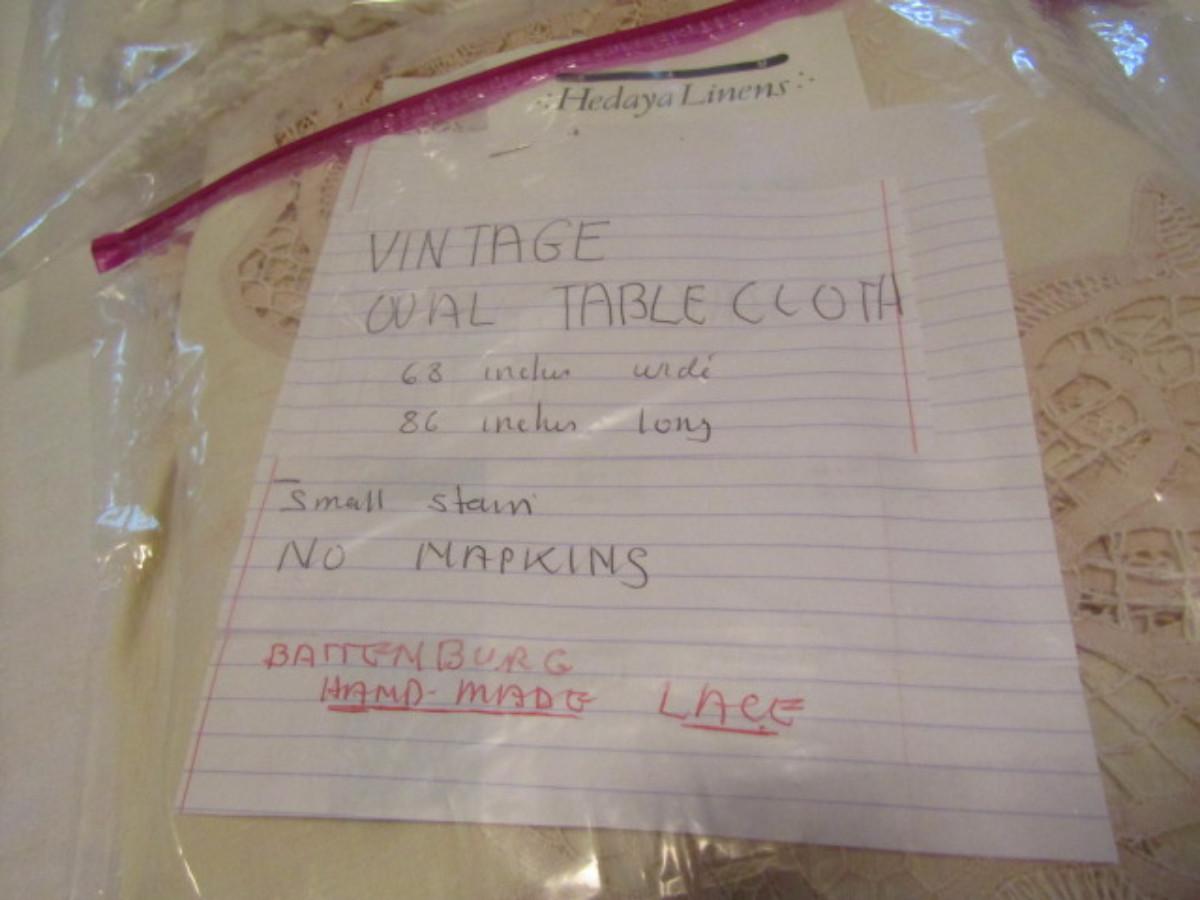 Hedaya Linens
VINTAGE
OVAL TABLE CLOTH
68 inches wide
86 inches long
Small stain
NO NAPKINS
BATTENBURG
HAND-MADE LACE